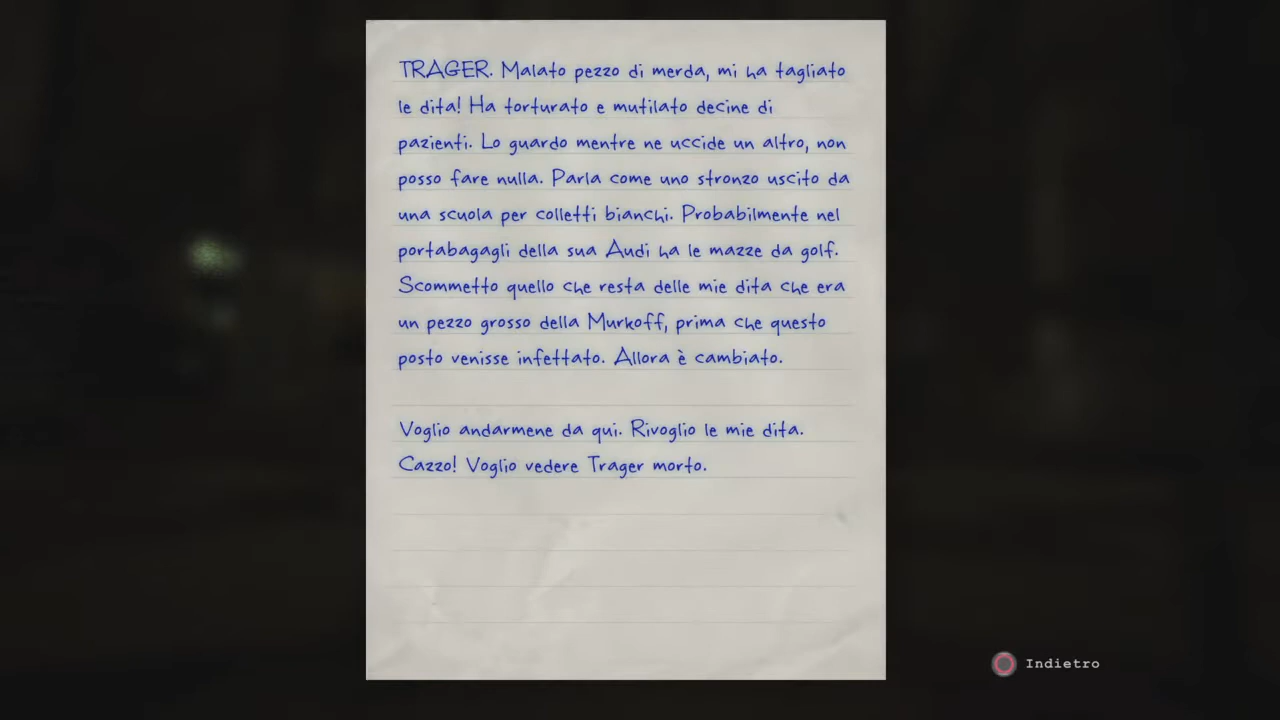 TRAGER. Malato pezzo di merda, mi ha tagliato
le dita! Ha torturato e mutilato decine di
pazienti. Lo guardo mentre ne uccide un altro, non
posso fare nulla. Parla come uno stronzo uscito da
una scuola per colletti bianchi. Probabilmente nel
portabagagli della sua Audi ha le mazze da golf.
Scommetto quello che resta delle mie dita che era
un pezzo grosso della Murkoff, prima che questo
posto venisse infettato. Allora è cambiato.
Voglio andarmene da qui. Rivoglio le mie dita.
Cazzo! Voglio vedere Trager morto.
Indietro